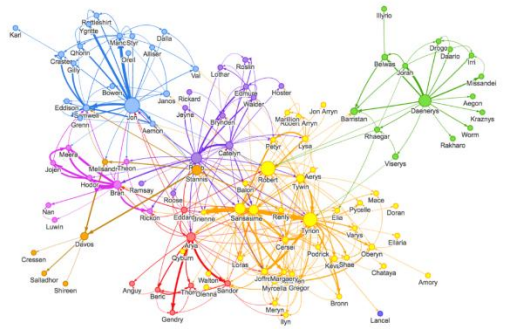 Illyrio
Karl
Rattleshirt
Ygritte
Qhorin
Craster
Gilly
Mance
Styr
Dalla
Orell
Alliser
Val
Bowen
Janos
Eddison
Samwell
Grenn
Jon
Aemon
Lothar
Roslin
Edmure
Walder
Hoster
Rickard
Jeyne
Brynden
Catelyn
Robb
Drogo
Daario
Irri
Belwas
Jorah
Missandei
Aegon
Kraznys
Worm
Rakharo
Daenerys
Barristan
Rhaegar
Viserys
Jon Arryn
Marillion
Robert Arryn
Petyr
Lysa
Meera
Jojen
Hodor
Bran
Melisandre
Theon
Nan
Luwin
Rickon
Ramsay
Roose
Stannis
Robert
Balon
Aerys
Tywin
Eddard
Brienne
Sansa
Jaime
Renly
Tyrion
Elia
Pycelle
Mace
Doran
Varys
Oberyn
Ellaria
Chataya
Amory
Cersei
Podrick
Kevan
Shae
Bronn
Lancel
Davos
Cressen
Salladhor
Shireen
Arya
Qyburn
Loras
Joffrey
Margaery
Myrcella
Gregor
Meryn
Ilyn
Walton
Olenna
Sandor
Thoros
Anguy
Beric
Gendry